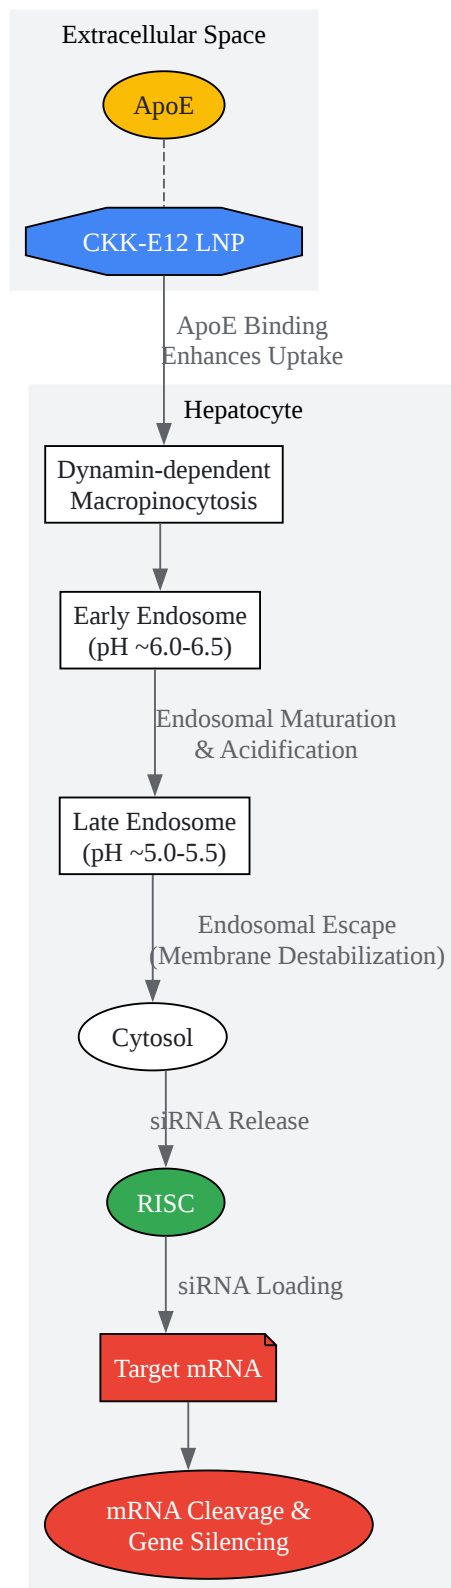 Extracellular Space
ApoE
CKK-E12 LNP
ApoE Binding
Enhances Uptake
Hepatocyte
Dynamin-dependent
Macropinocytosis
Early Endosome
(pH ~6.0-6.5)
Endosomal Maturation
& Acidification
Late Endosome
(pH ~5.0-5.5)
Endosomal Escape
(Membrane Destabilization)
Cytosol
siRNA Release
RISC
siRNA Loading
Target mRNA
mRNA Cleavage &
Gene Silencing